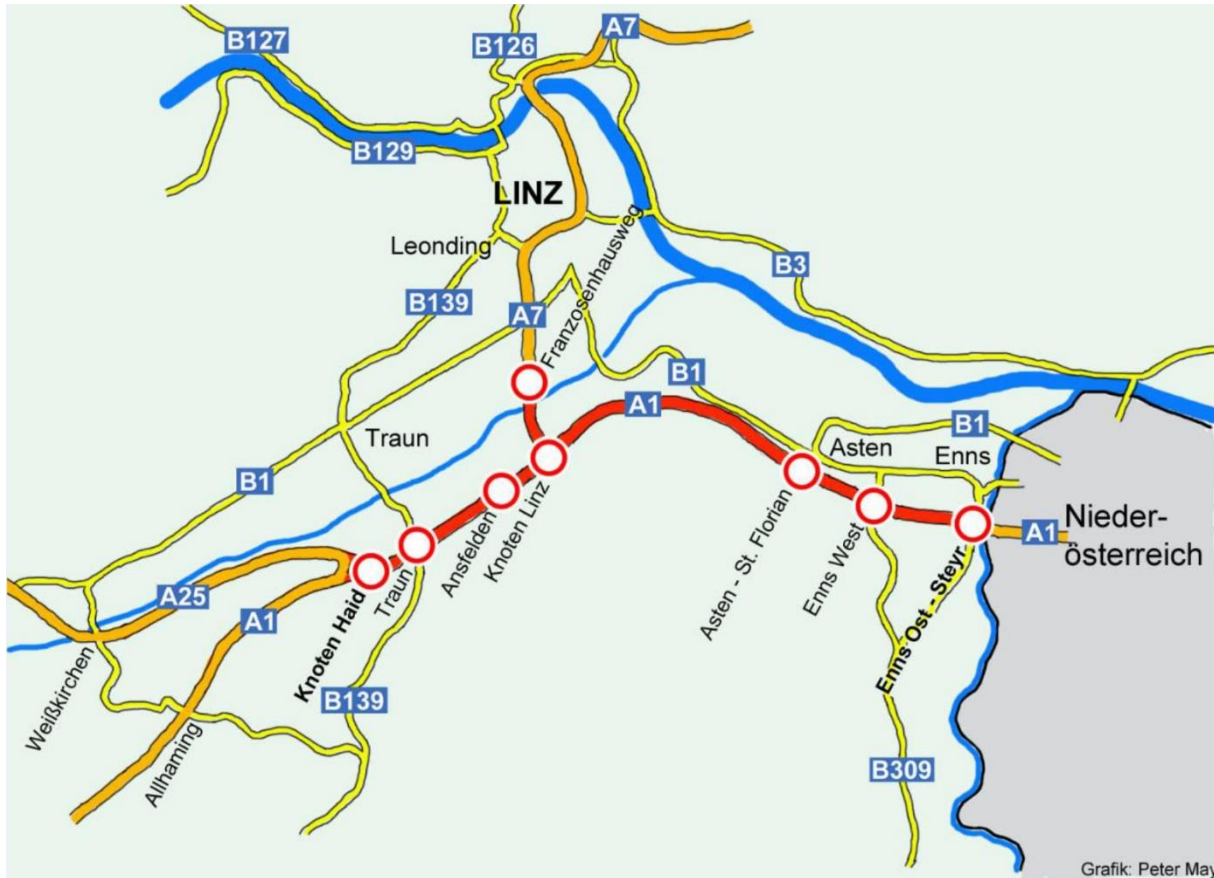 A7
B127
B126
B129
LINZ
Leonding
Franzosenhausweg
B3
B139
A7
B1
A1
Traun
Asten
B1
Enns
B1
Ansfelden
Knoten Linz
Asten - St. Florian
Enns West
Enns Ost - Steyr
A1
Nieder-
österreich
A25
A1
Knoten Haid
Traun
Weißkirchen
Allhaming
B139
B309
Grafik: Peter May